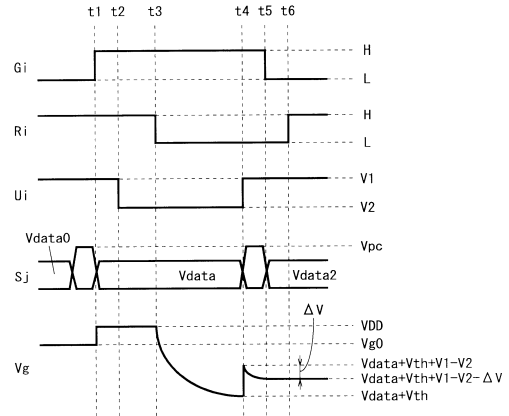 t1 t2 t3 t4 t5 t6
Gi H
L
Ri H
L
Ui V1
V2
Vdata0 Vpc
Sj Vdata Vdata2
ΔV
VDD
Vg0
Vg Vdata+Vth+V1-V2
Vdata+Vth+V1-V2-ΔV
Vdata+Vth